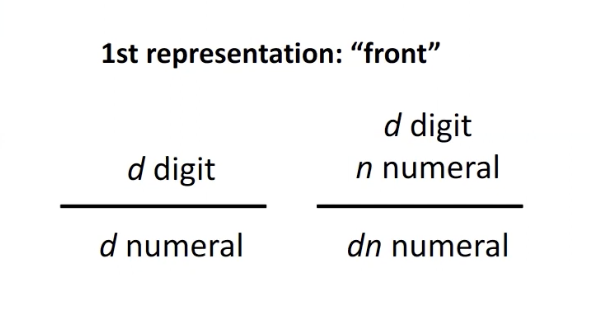 1st representation: “front”
d digit
d numeral
d digit
n numeral
dn numeral